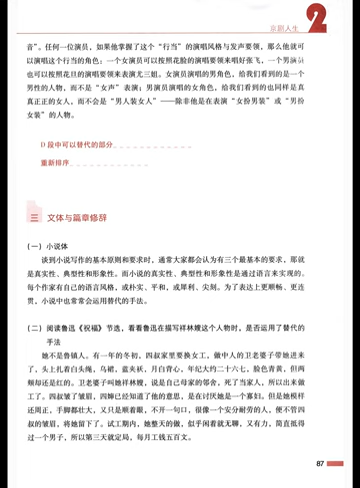 京剧人生
2
音”。任何一位演员，如果他掌握了这个“行当”的演唱风格与发声要领，那么他就可
以演唱这个行当的角色：一个女演员可以按照花脸的演唱要领来唱好张飞，一个男演员
也可以按照花旦的演唱要领来表演尤三姐。女演员演唱的男角色，给我们看到的是一个
男性的人物，而不是“女声”表演；男演员演唱的女角色，给我们看到的也同样是真
真正正的女人，而不会是“男人装女人”——除非他是在表演“女扮男装”或“男扮
女装”的人物。
D 段中可以替代的部分
重新排序
三 文体与篇章修辞
（一）小说体
谈到小说写作的基本原则和要求时，通常大家都会认为有三个最基本的要求，那就
是真实性、典型性和形象性。而小说的真实性、典型性和形象性是通过语言来实现的。
每个作家有自己的语言风格，或朴实、平和，或犀利、尖刻。为了表达上更顺畅、更连
贯，小说中也常常会运用替代的手法。
（二）阅读鲁迅《祝福》节选，看看鲁迅在描写祥林嫂这个人物时，是否运用了替代的
手法
她不是鲁镇人。有一年的冬初，四叔家里要换女工，做中人的卫老婆子带她进来
了，头上扎着白头绳，乌裙，蓝夹袄，月白背心，年纪大约二十六七，脸色青黄，但两
颊却还是红的。卫老婆子叫她祥林嫂，说是自己母家的邻舍，死了当家人，所以出来做
工了。四叔皱了皱眉，四婶已经知道了他的意思，是在讨厌她是一个寡妇。但是她模样
还周正，手脚都壮大，又只是顺着眼，不开一句口，很像一个安分耐劳的人，便不管四
叔的皱眉，将她留下了。试工期内，她整天的做，似乎闲着就无聊，又有力，简直抵得
过一个男子，所以第三天就定局，每月工钱五百文。
87